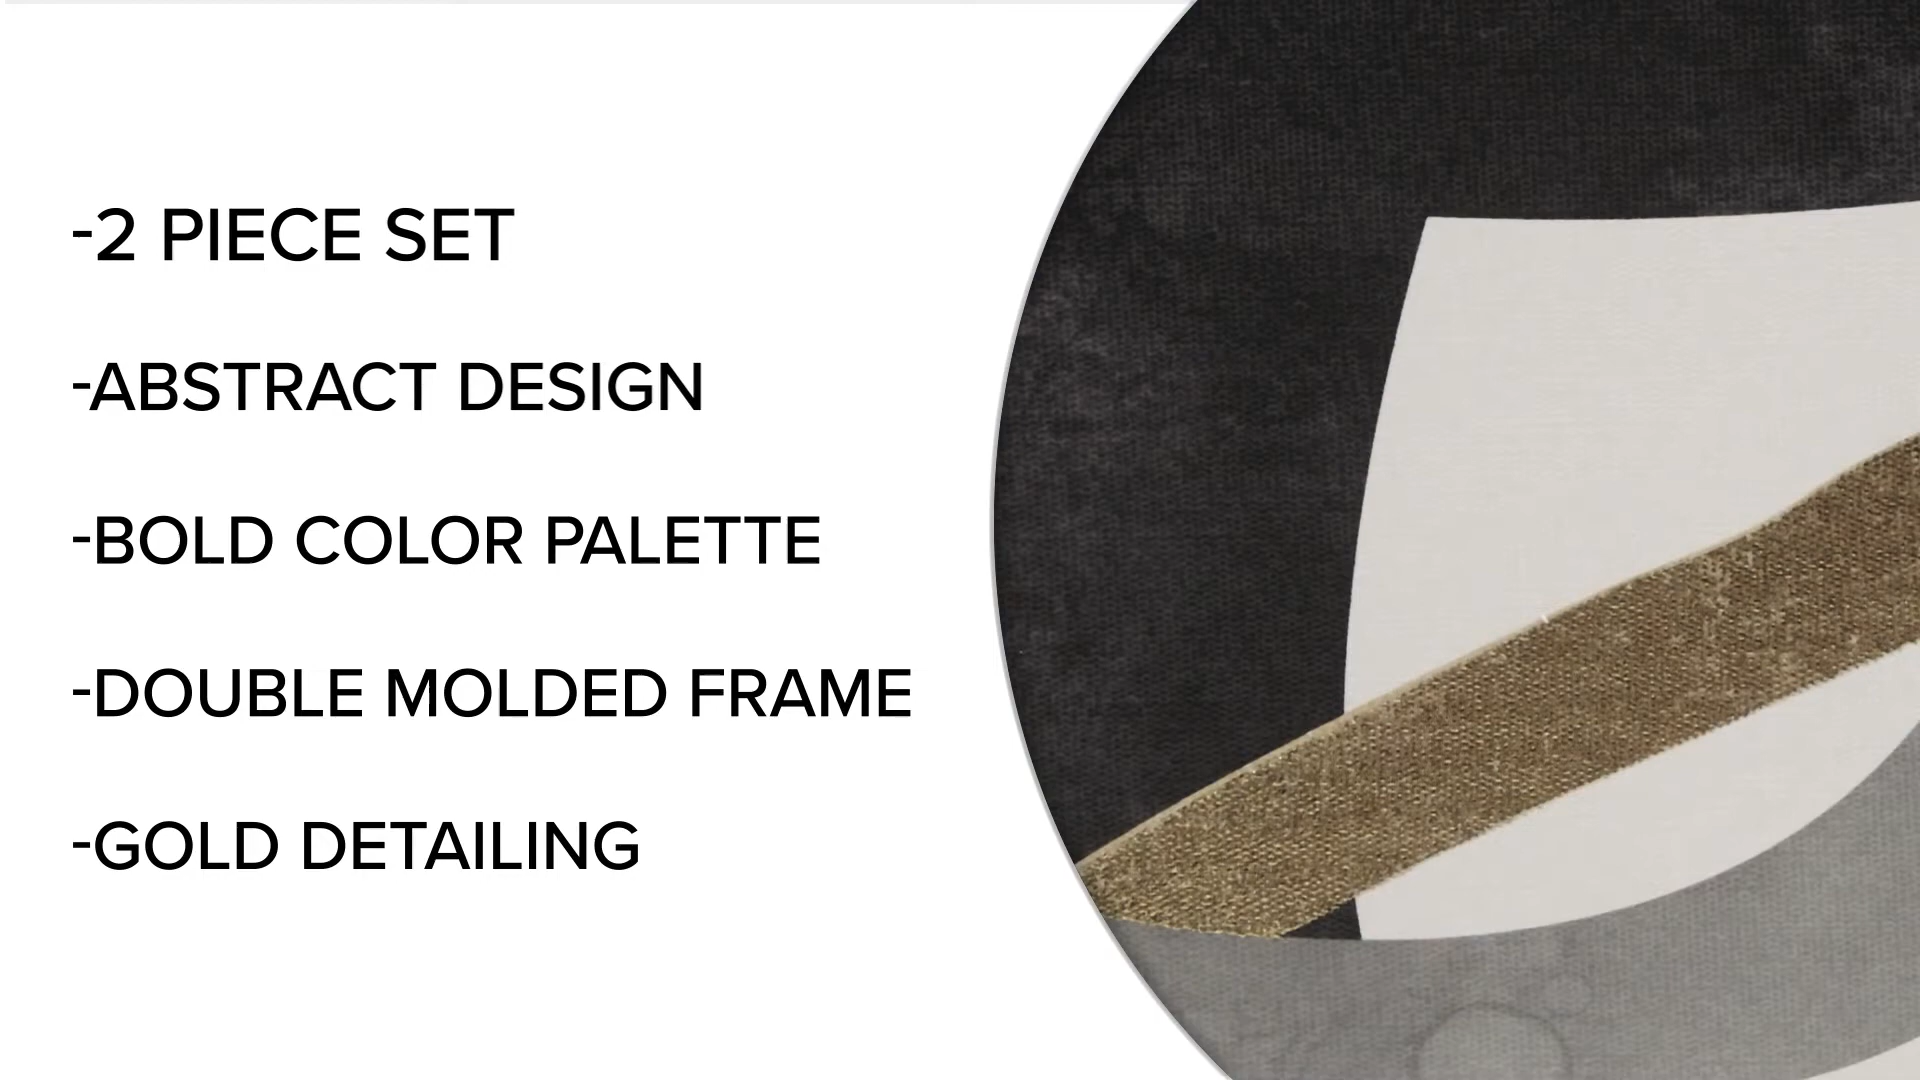 -2 PIECE SET
-ABSTRACT DESIGN
-BOLD COLOR PALETTE
-DOUBLE MOLDED FRAME
-GOLD DETAILING